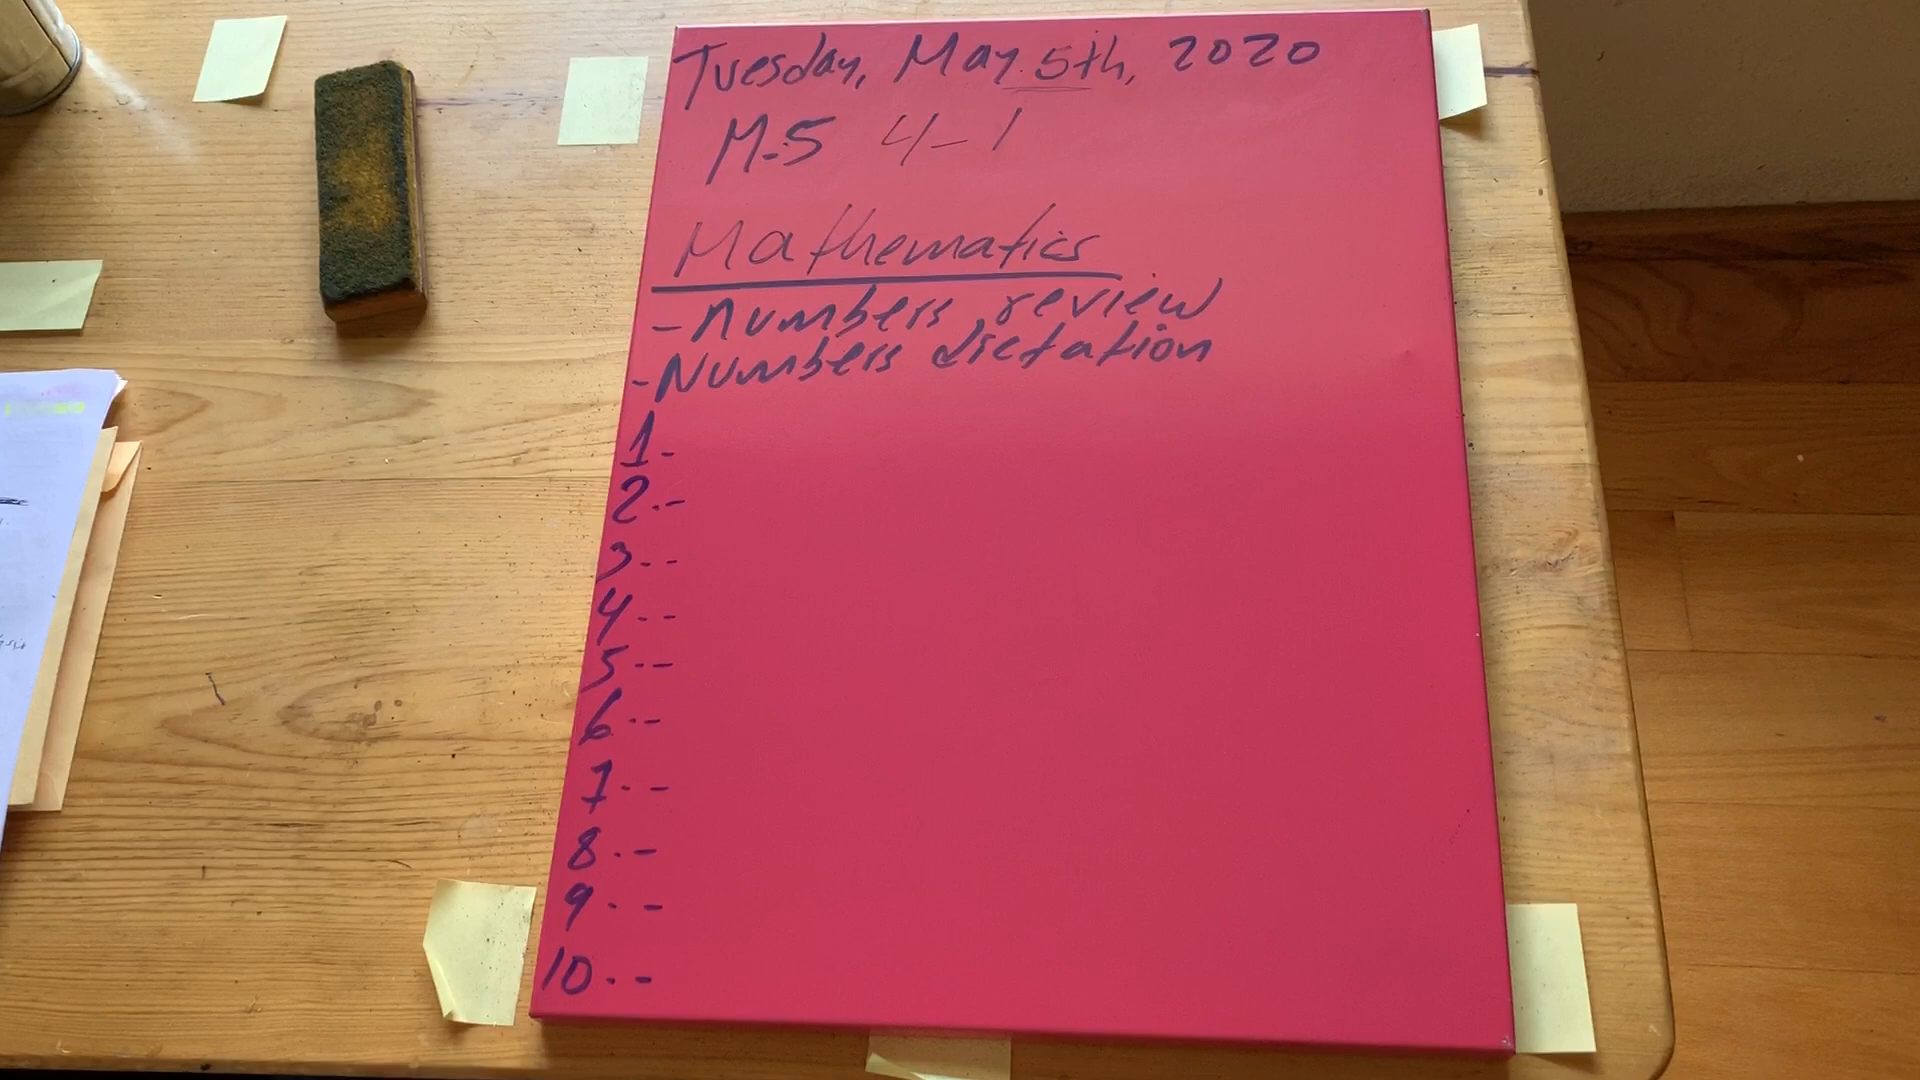 Tuesday, May 5th, 2020
M-5 4-1
Mathematics
- Numbers review
- Numbers dictation
1.-
2.-
3.-
4.-
5.-
6.-
7.-
8.-
9.-
10.-